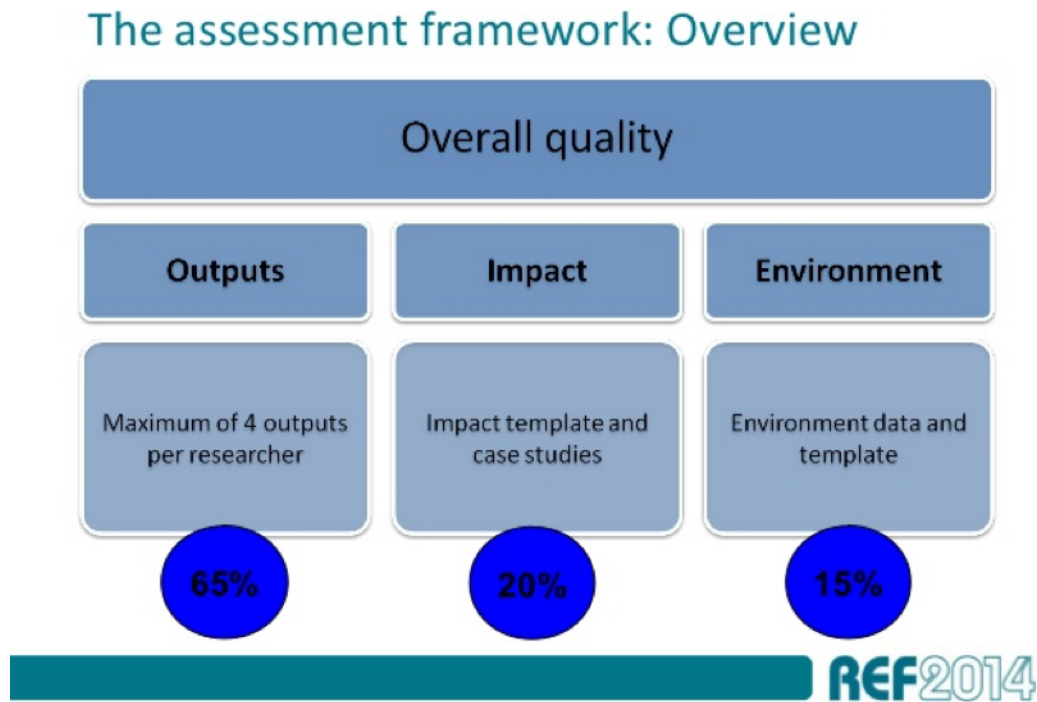 The assessment framework: Overview
Overall quality
Outputs
Impact
Environment
Maximum of 4 outputs
per researcher
Impact template and
case studies
Environment data and
template
65%
20%
15%
REF2014